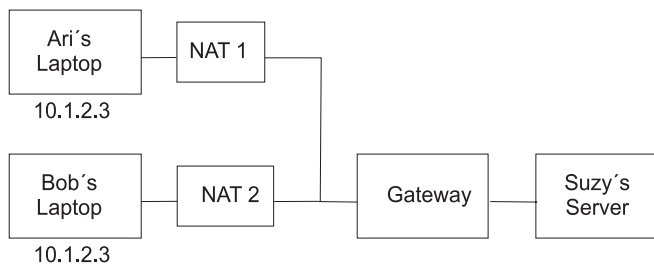 Ari´s
Laptop
NAT 1
10.1.2.3
Bob´s
Laptop
NAT 2
Gateway
Suzy´s
Server
10.1.2.3